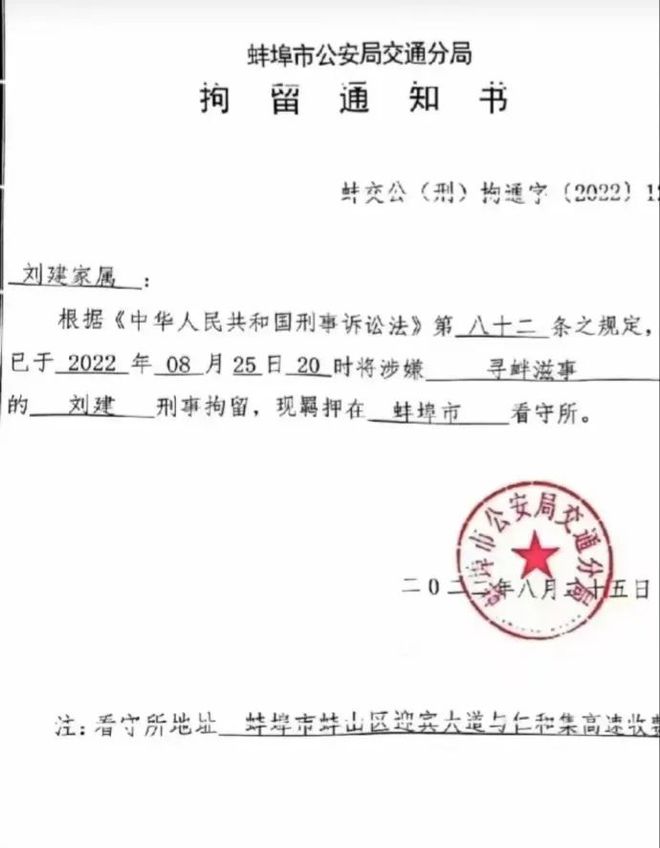 蚌埠市公安局交通分局
拘留通知书
蚌交公（刑）拘通字〔2022〕12
刘建家属：
根据《中华人民共和国刑事诉讼法》第 八十二 条之规定，
已于 2022 年 08 月 25 日 20 时将涉嫌 寻衅滋事
的 刘建 刑事拘留，现羁押在 蚌埠市 看守所。
蚌埠市公安局交通分局
二〇二二年八月二十五日
注：看守所地址 蚌埠市蚌山区迎宾大道与仁和集高速收费